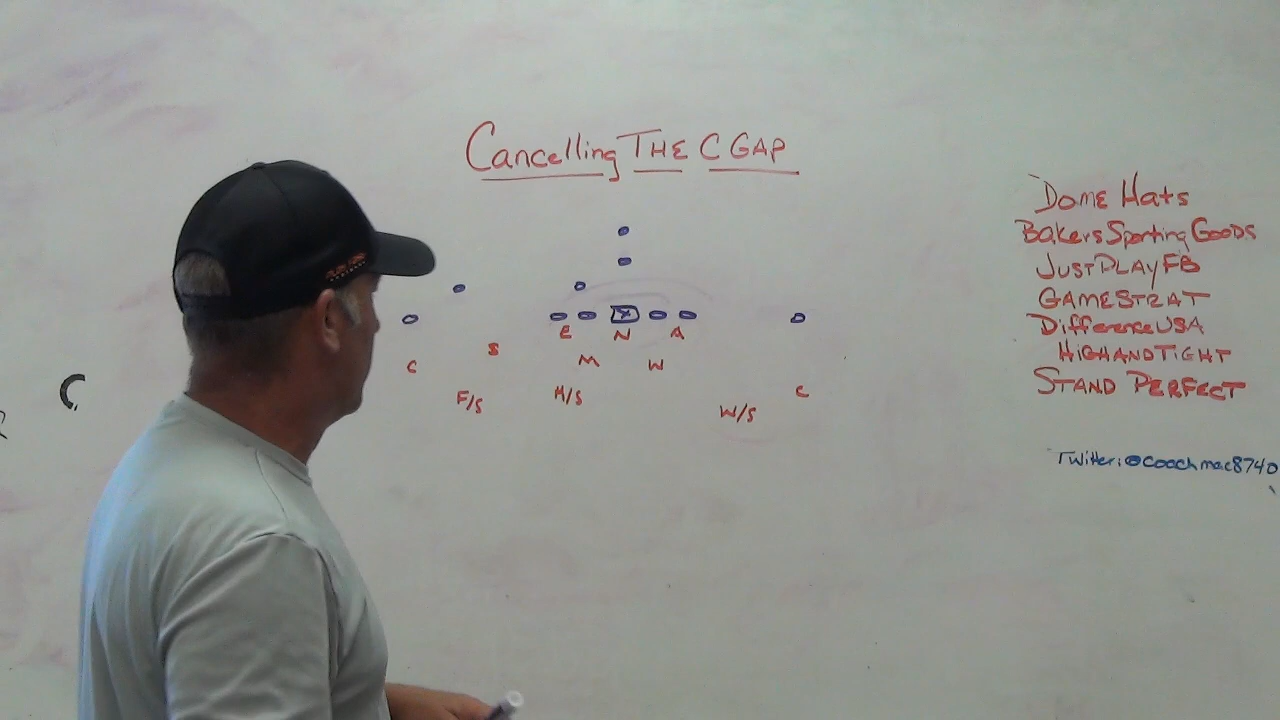 Cancelling THE C GAP
Dome Hats
Bakers Sporting Goods
JUSTPLAYFB
GAMESTRAT
DifferenceUSA
HIGHANDTIGHT
STAND PERFECT
Twitter: @coachmac8740
E N A
S
C M W
F/S M/S W/S C
C